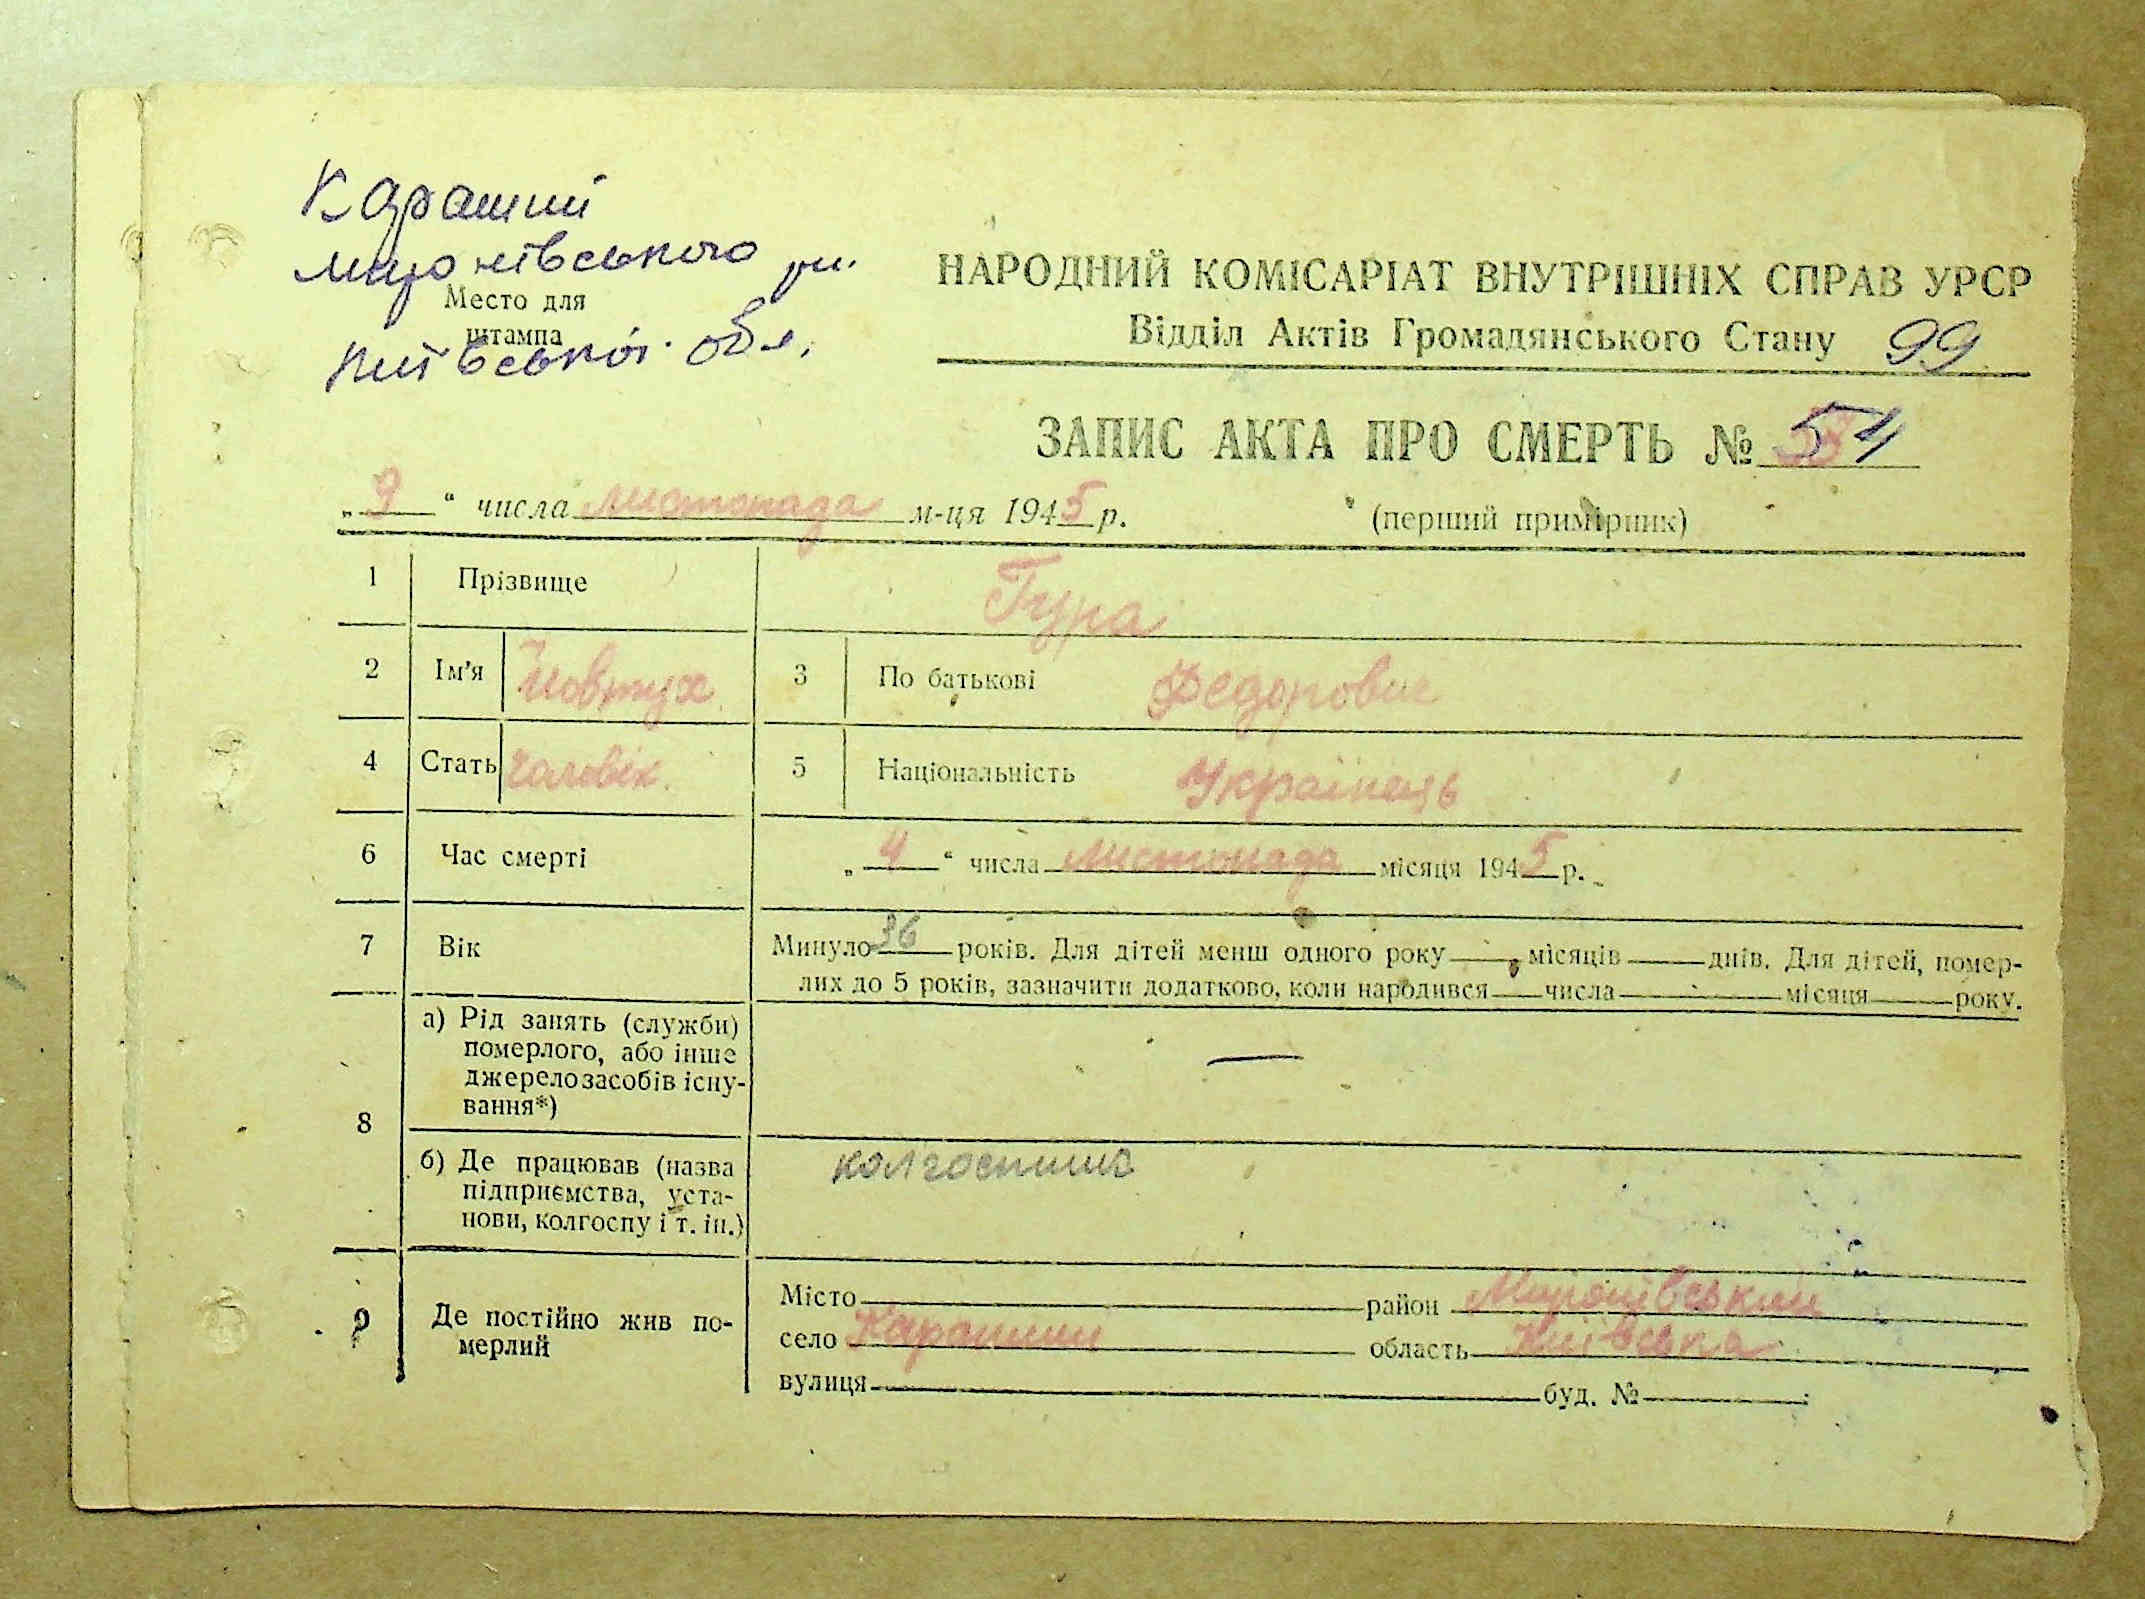 Карашин
Миронівського рн.
Место для
штампа
Київської обл.
НАРОДНИЙ КОМІСАРІАТ ВНУТРІШНІХ СПРАВ УРСР
Відділ Актів Громадянського Стану 99
ЗАПИС АКТА ПРО СМЕРТЬ № 54
„ 9 “ числа листопада м-ця 1945 р. (перший примірник)
1 Прізвище Гура
2 Ім'я Йовтух 3 По батькові Федорович
4 Стать чоловік. 5 Національність Українець
6 Час смерті „ 4 “ числа листопада місяця 1945 р.
7 Вік Минуло 36 років. Для дітей менш одного року місяців днів. Для дітей, помер-
лих до 5 років, зазначити додатково, коли народився числа місяця року.
8 а) Рід занять (служби)
померлого, або інше
джерело засобів існу-
вання*) —
б) Де працював (назва колгоспник
підприємства, уста-
нови, колгоспу і т. ін.)
9 Де постійно жив по-
мерлий
Місто район Миронівський
село Карашин область Київська
вулиця буд. №